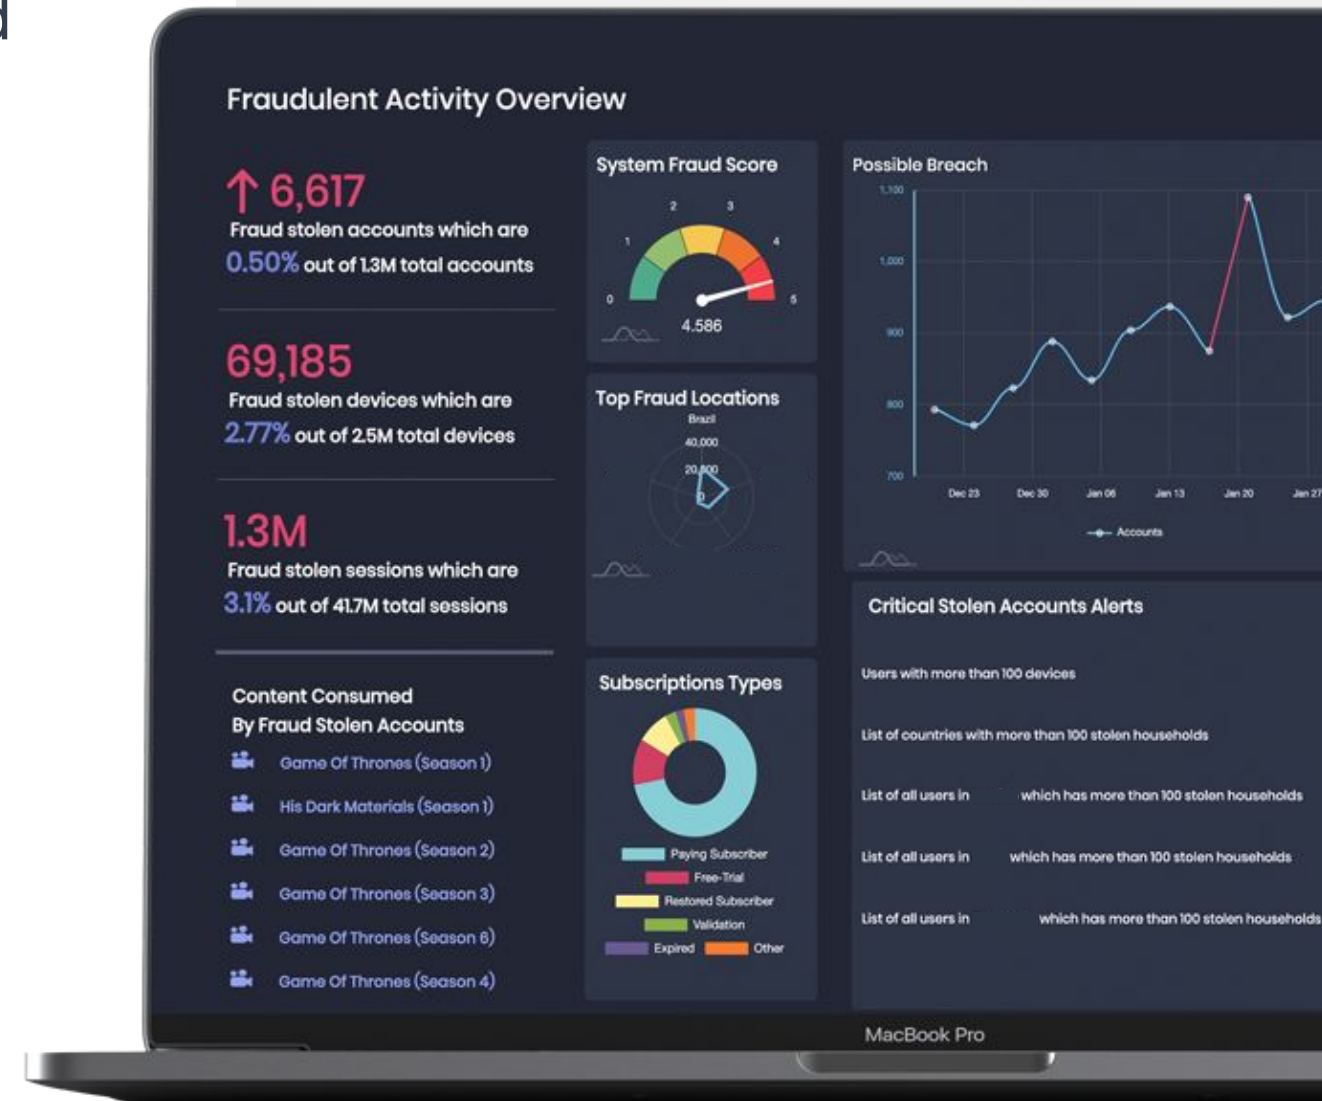 Fraudulent Activity Overview
↑ 6,617
Fraud stolen accounts which are
0.50% out of 1.3M total accounts
69,185
Fraud stolen devices which are
2.77% out of 2.5M total devices
1.3M
Fraud stolen sessions which are
3.1% out of 41.7M total sessions
Content Consumed
By Fraud Stolen Accounts
Game Of Thrones (Season 1)
His Dark Materials (Season 1)
Game Of Thrones (Season 2)
Game Of Thrones (Season 3)
Game Of Thrones (Season 6)
Game Of Thrones (Season 4)
System Fraud Score
0
1
2
3
4
5
4.586
Top Fraud Locations
Brazil
40,000
20,000
0
Subscriptions Types
Paying Subscriber
Free-Trial
Restored Subscriber
Validation
Expired Other
Possible Breach
1,100
1,000
900
800
700
Dec 23 Dec 30 Jan 06 Jan 13 Jan 20 Jan 27
Accounts
Critical Stolen Accounts Alerts
Users with more than 100 devices
List of countries with more than 100 stolen households
List of all users in which has more than 100 stolen households
List of all users in which has more than 100 stolen households
List of all users in which has more than 100 stolen households
MacBook Pro